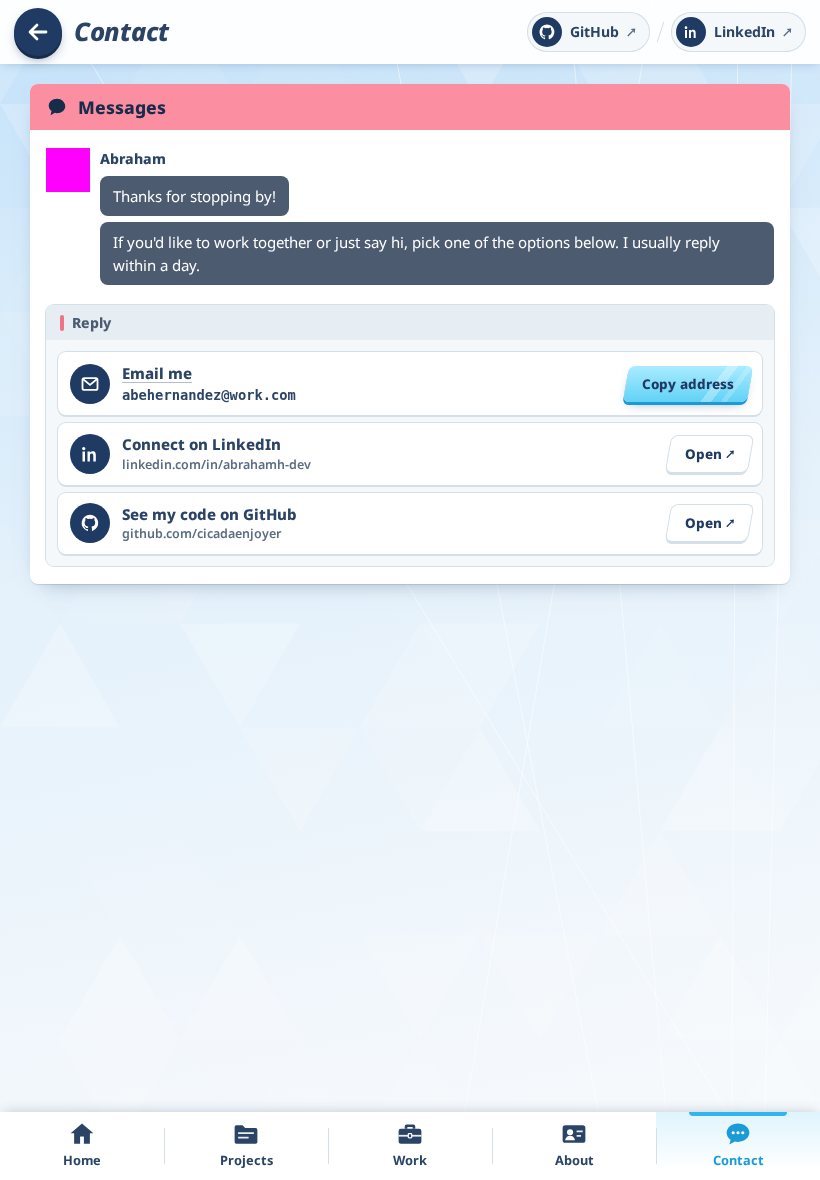 Contact
GitHub ↗
LinkedIn ↗
Messages
Abraham
Thanks for stopping by!
If you'd like to work together or just say hi, pick one of the options below. I usually reply
within a day.
Reply
Email me
abehernandez@work.com
Copy address
Connect on LinkedIn
linkedin.com/in/abrahamh-dev
Open ↗
See my code on GitHub
github.com/cicadaenjoyer
Open ↗
Home
Projects
Work
About
Contact